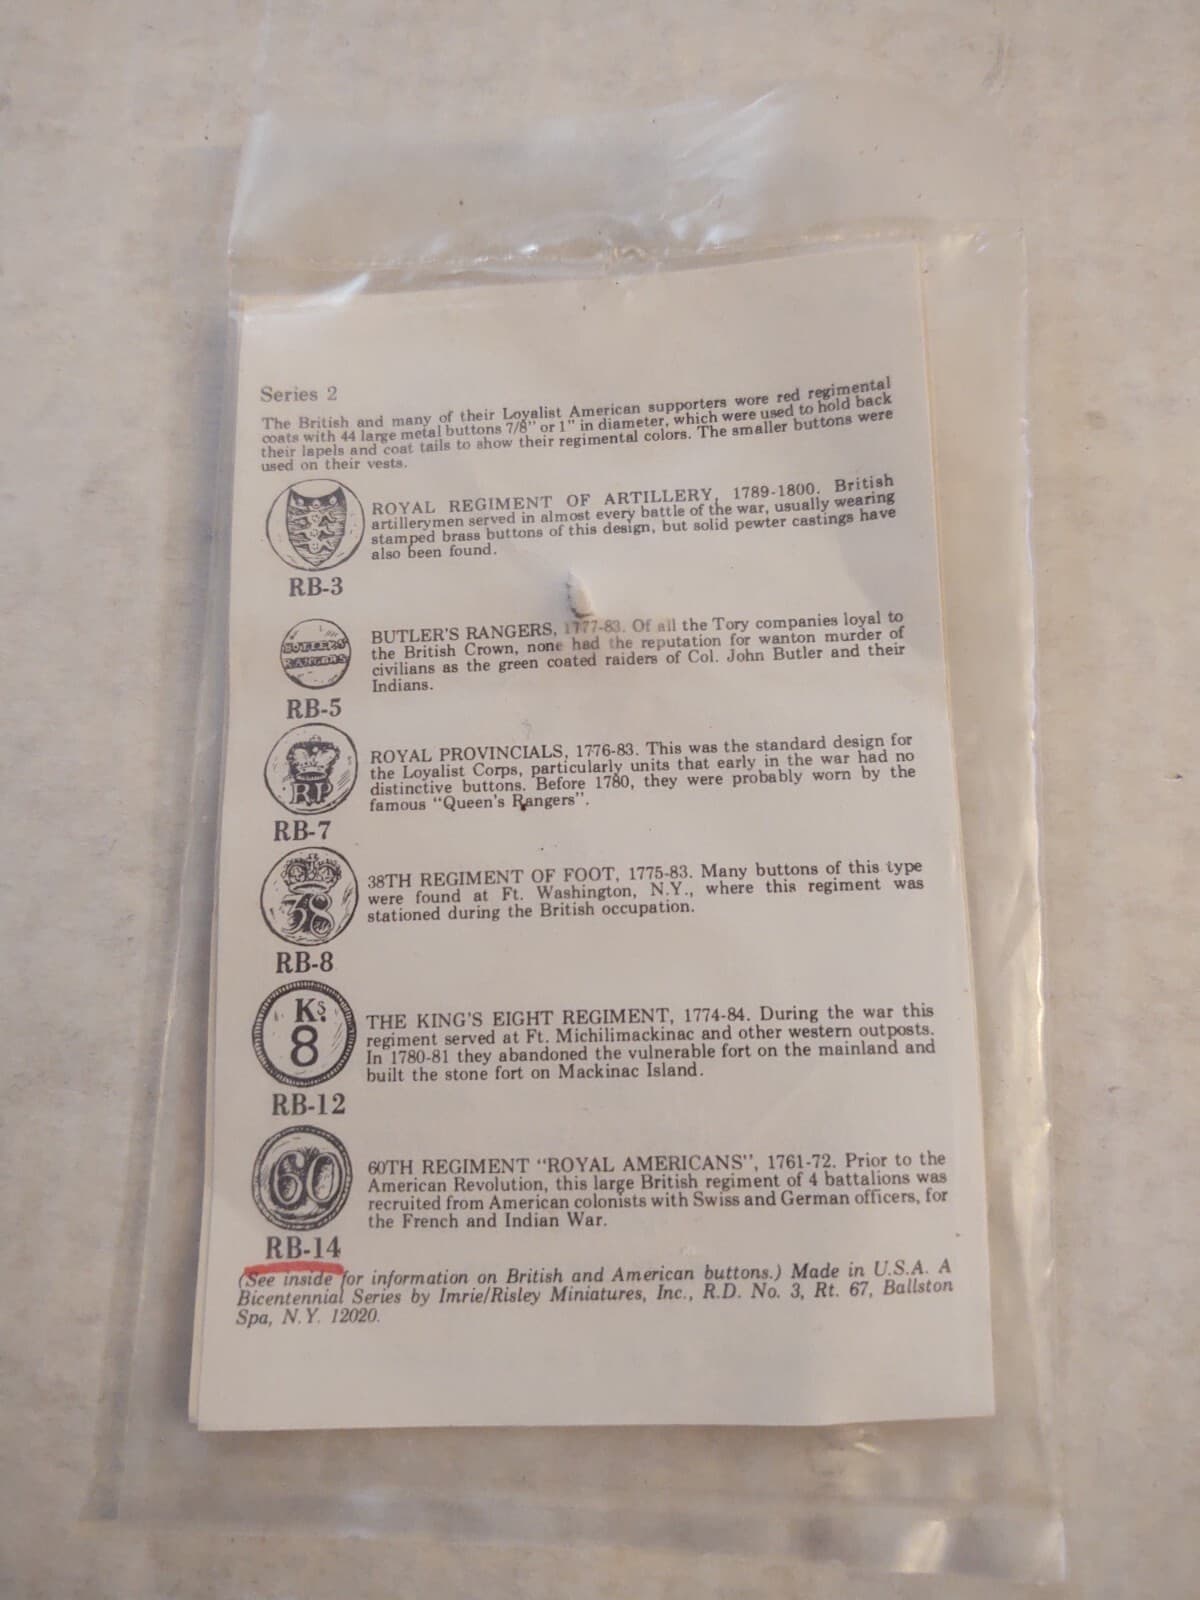 Series 2
The British and many of their Loyalist American supporters wore red regimental
coats with 44 large metal buttons 7/8" or 1" in diameter, which were used to hold back
their lapels and coat tails to show their regimental colors. The smaller buttons were
used on their vests.
ROYAL REGIMENT OF ARTILLERY, 1789-1800. British
artillerymen served in almost every battle of the war, usually wearing
stamped brass buttons of this design, but solid pewter castings have
also been found.
RB-3
BUTLERS
RANGERS
BUTLER'S RANGERS, 1777-83. Of all the Tory companies loyal to
the British Crown, none had the reputation for wanton murder of
civilians as the green coated raiders of Col. John Butler and their
Indians.
RB-5
RP
ROYAL PROVINCIALS, 1776-83. This was the standard design for
the Loyalist Corps, particularly units that early in the war had no
distinctive buttons. Before 1780, they were probably worn by the
famous "Queen's Rangers".
RB-7
38
38TH REGIMENT OF FOOT, 1775-83. Many buttons of this type
were found at Ft. Washington, N.Y., where this regiment was
stationed during the British occupation.
RB-8
Ks.
8
THE KING'S EIGHT REGIMENT, 1774-84. During the war this
regiment served at Ft. Michilimackinac and other western outposts.
In 1780-81 they abandoned the vulnerable fort on the mainland and
built the stone fort on Mackinac Island.
RB-12
60
60TH REGIMENT "ROYAL AMERICANS", 1761-72. Prior to the
American Revolution, this large British regiment of 4 battalions was
recruited from American colonists with Swiss and German officers, for
the French and Indian War.
RB-14
(See inside for information on British and American buttons.) Made in U.S.A. A
Bicentennial Series by Imrie/Risley Miniatures, Inc., R.D. No. 3, Rt. 67, Ballston
Spa, N.Y. 12020.